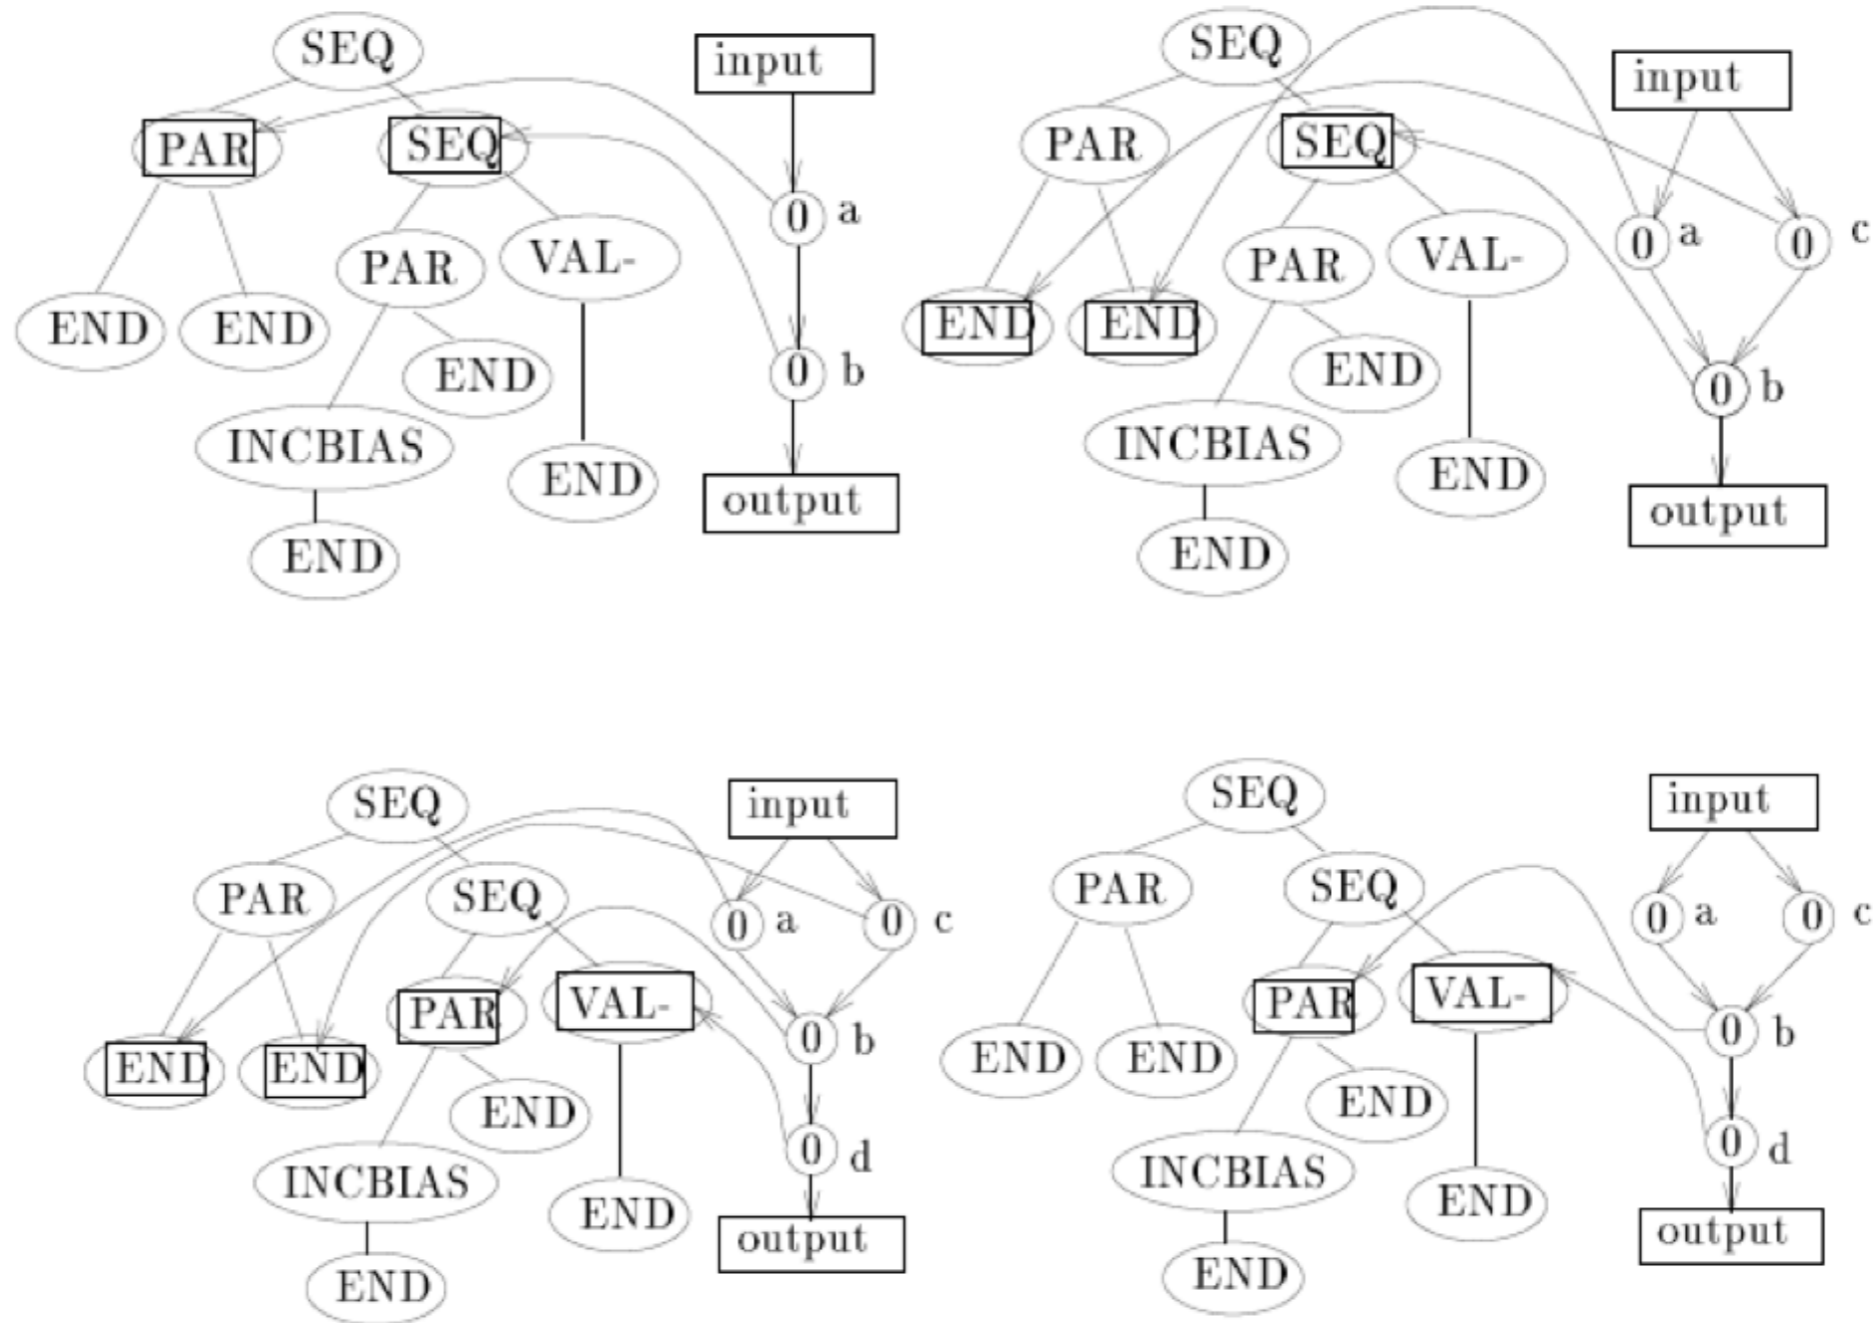 SEQ
input
PAR
SEQ
0 a
PAR
VAL-
END
END
END
0 b
INCBIAS
END
output
END
SEQ
input
PAR
SEQ
0 a
0 c
PAR
VAL-
END
END
END
0 b
INCBIAS
END
output
END
SEQ
input
PAR
SEQ
0 a
0 c
PAR
VAL-
0 b
END
END
END
0 d
INCBIAS
END
output
END
SEQ
input
PAR
SEQ
0 a
0 c
PAR
VAL-
0 b
END
END
END
0 d
INCBIAS
END
output
END